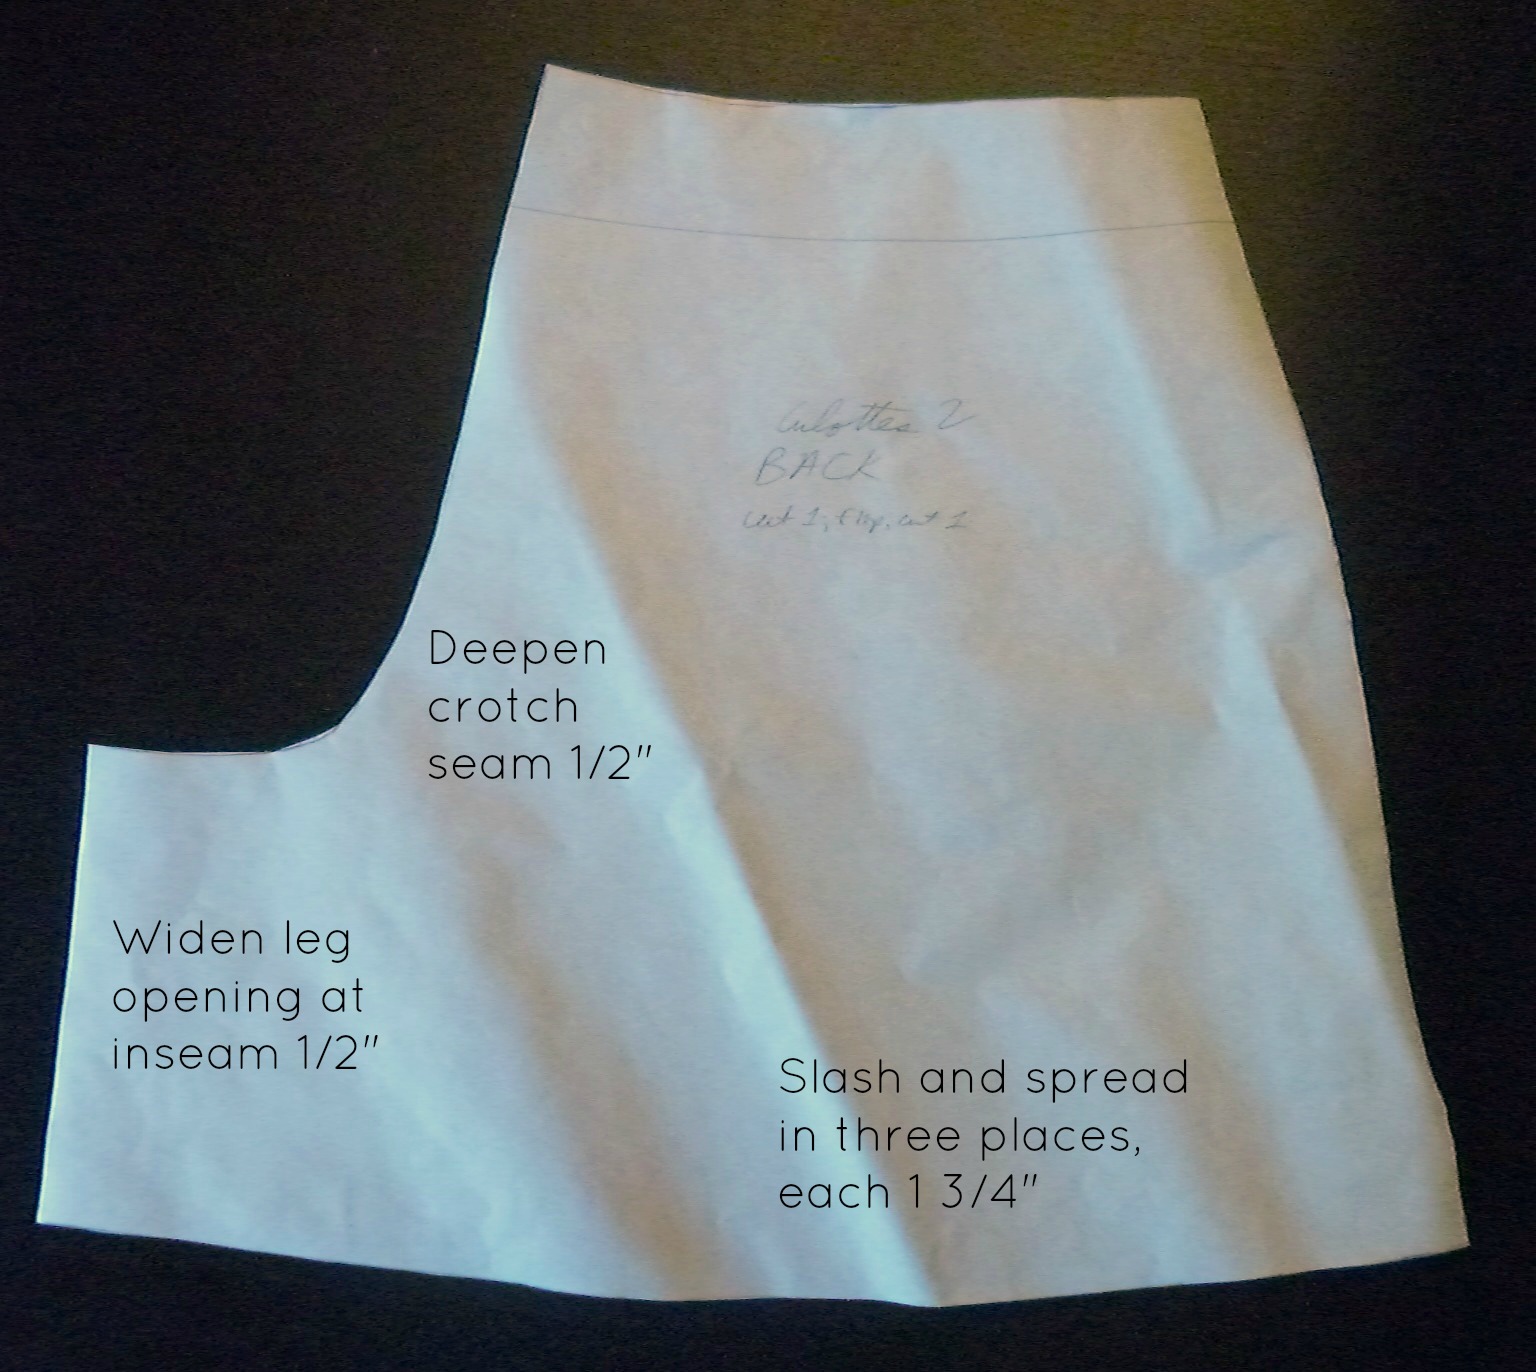 Culottes 2
BACK
cut 1, flip, cut 1
Deepen
crotch
seam 1/2"
Widen leg
opening at
inseam 1/2"
Slash and spread
in three places,
each 1 3/4"